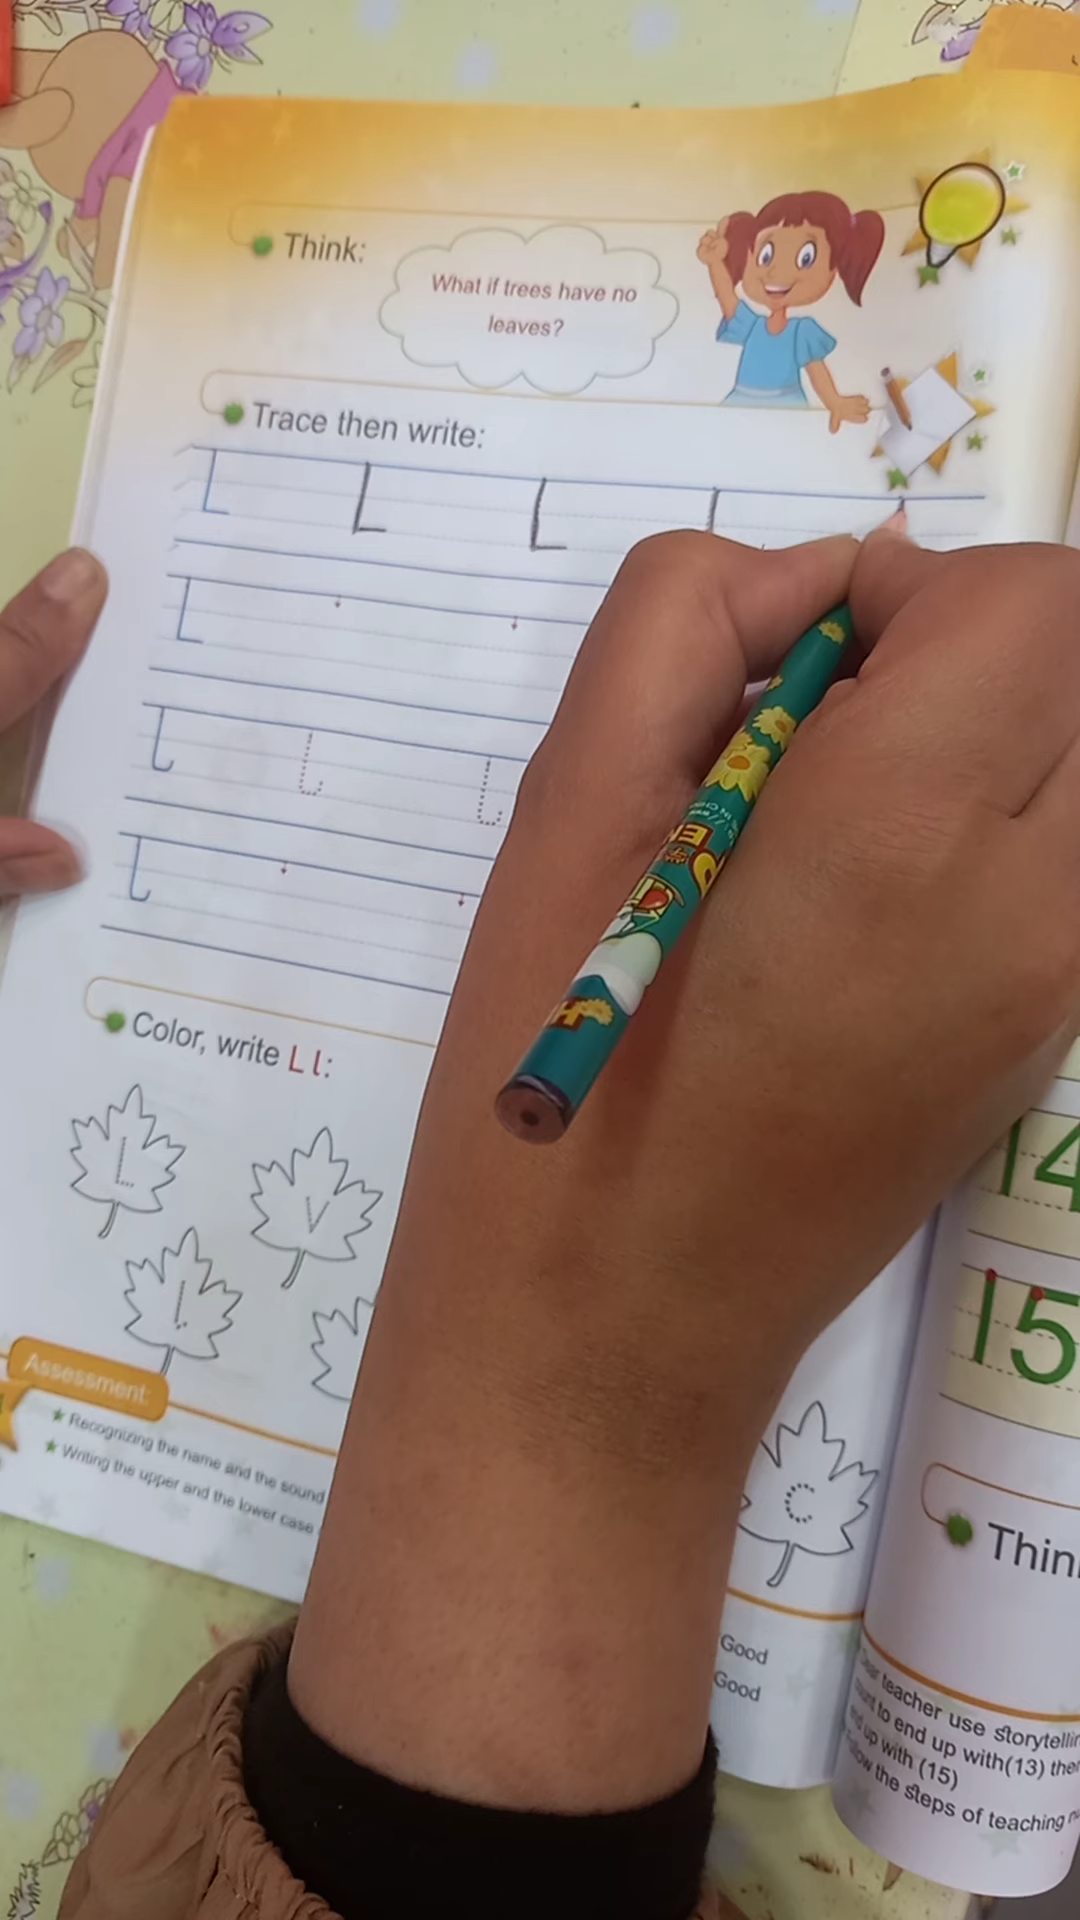 Think:
What if trees have no
leaves?
Trace then write:
L L L
L
l l l
l
Color, write L l:
L
V
l
C
Assessment:
Recognizing the name and the sound
Writing the upper and the lower case
Good
Good
14
15
teacher use storytelli
to end up with(13) the
up with (15)
the steps of teaching